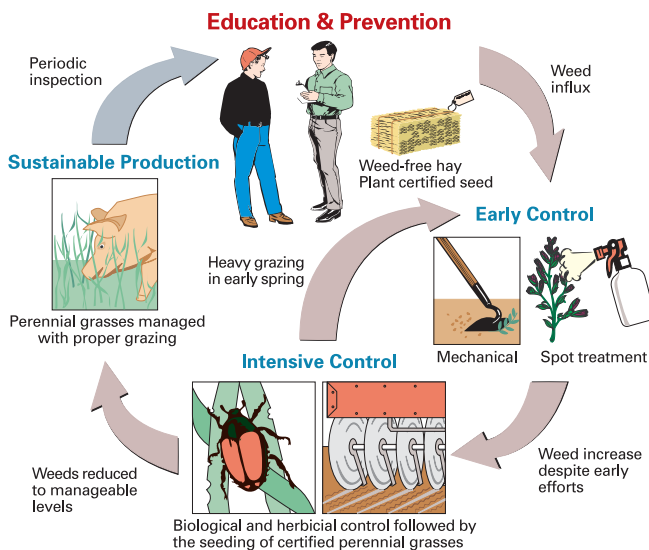 Education & Prevention
Periodic
inspection
Weed
influx
Weed-free hay
Plant certified seed
Sustainable Production
Early Control
Heavy grazing
in early spring
Perennial grasses managed
with proper grazing
Mechanical
Spot treatment
Intensive Control
Weeds reduced
to manageable
levels
Weed increase
despite early
efforts
Biological and herbicial control followed by
the seeding of certified perennial grasses